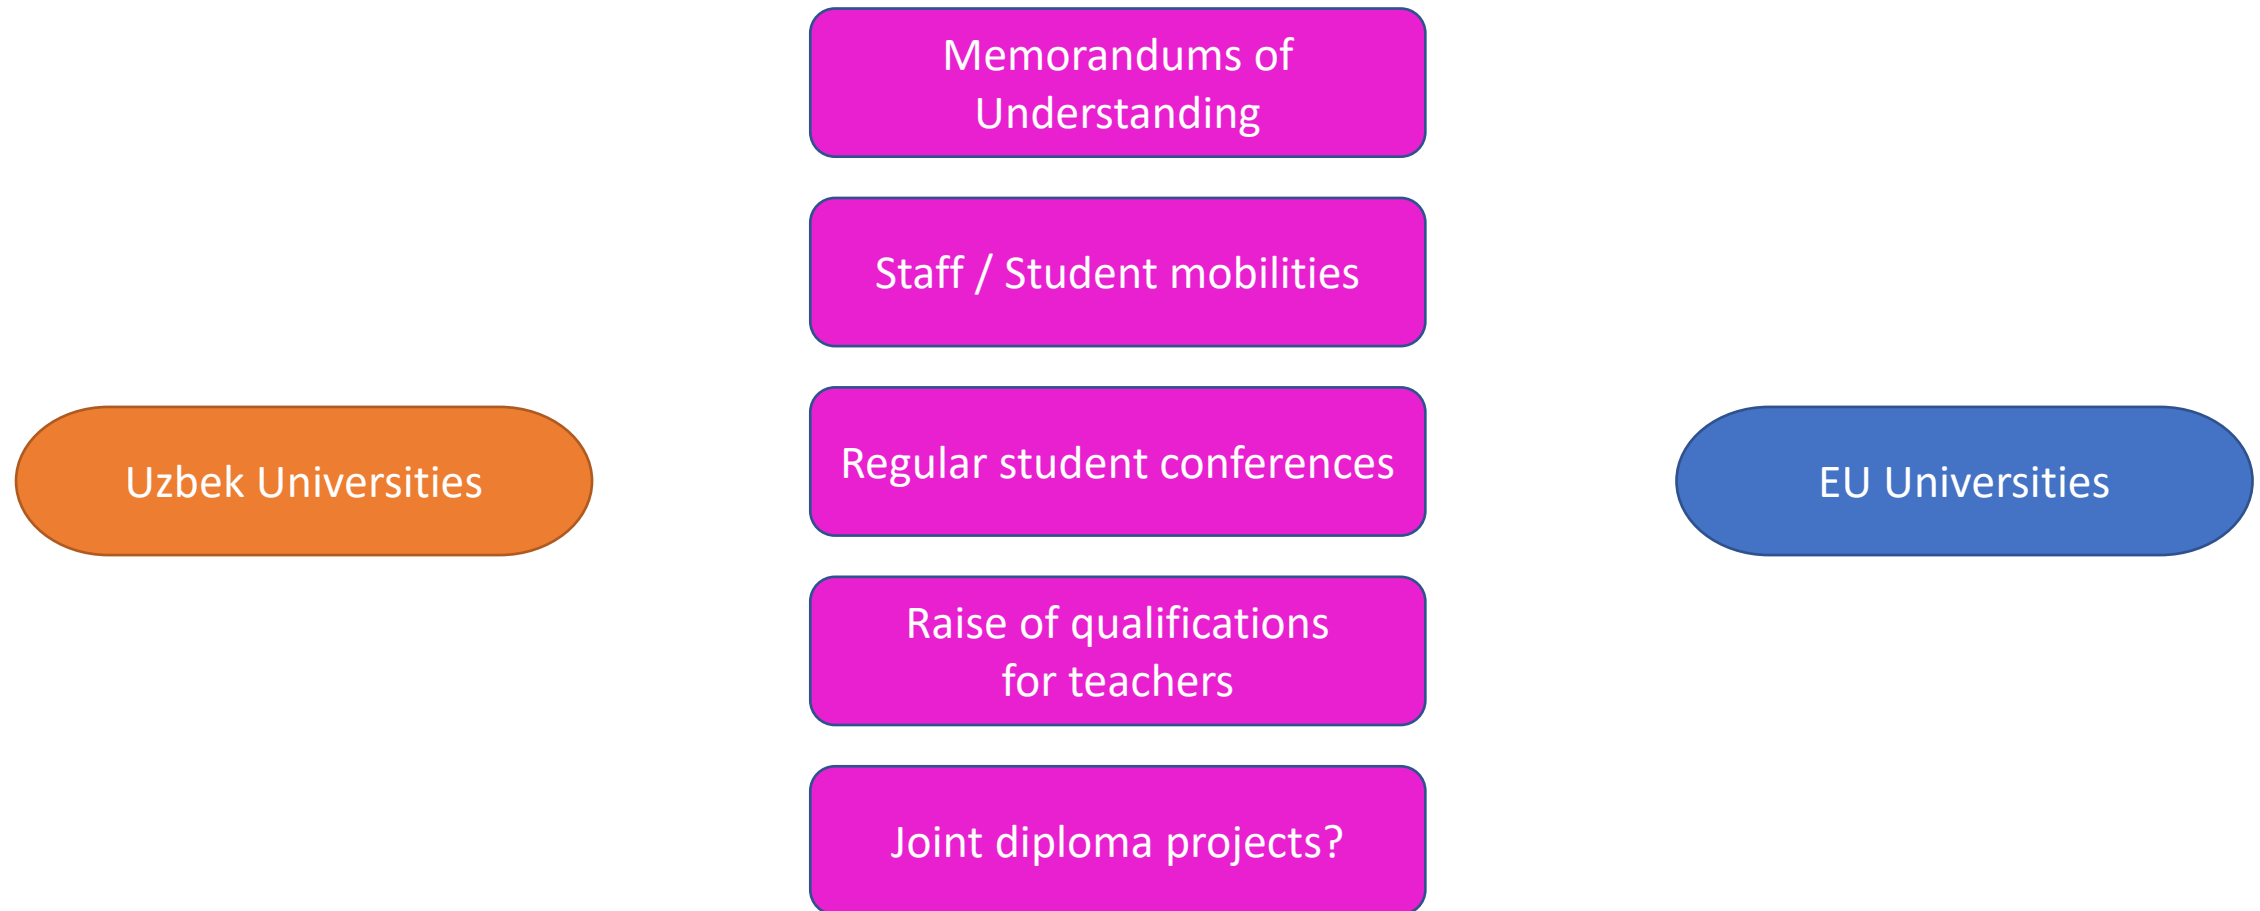 Memorandums of
Understanding
Staff / Student mobilities
Regular student conferences
Uzbek Universities
EU Universities
Raise of qualifications
for teachers
Joint diploma projects?